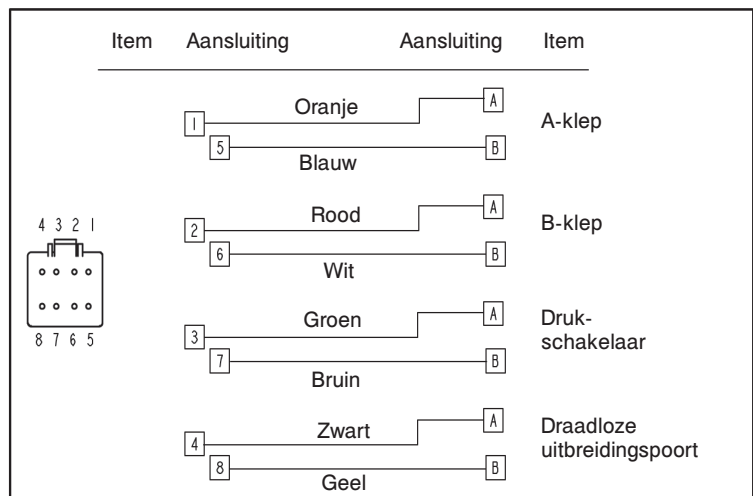 Item Aansluiting Aansluiting Item
Oranje A
1 A-klep
5 B
Blauw
Rood A
2 B-klep
6 B
Wit
4 3 2 1
8 7 6 5
Groen A
3 Druk-
schakelaar
7 B
Bruin
Zwart A
4 Draadloze
uitbreidingspoort
8 B
Geel